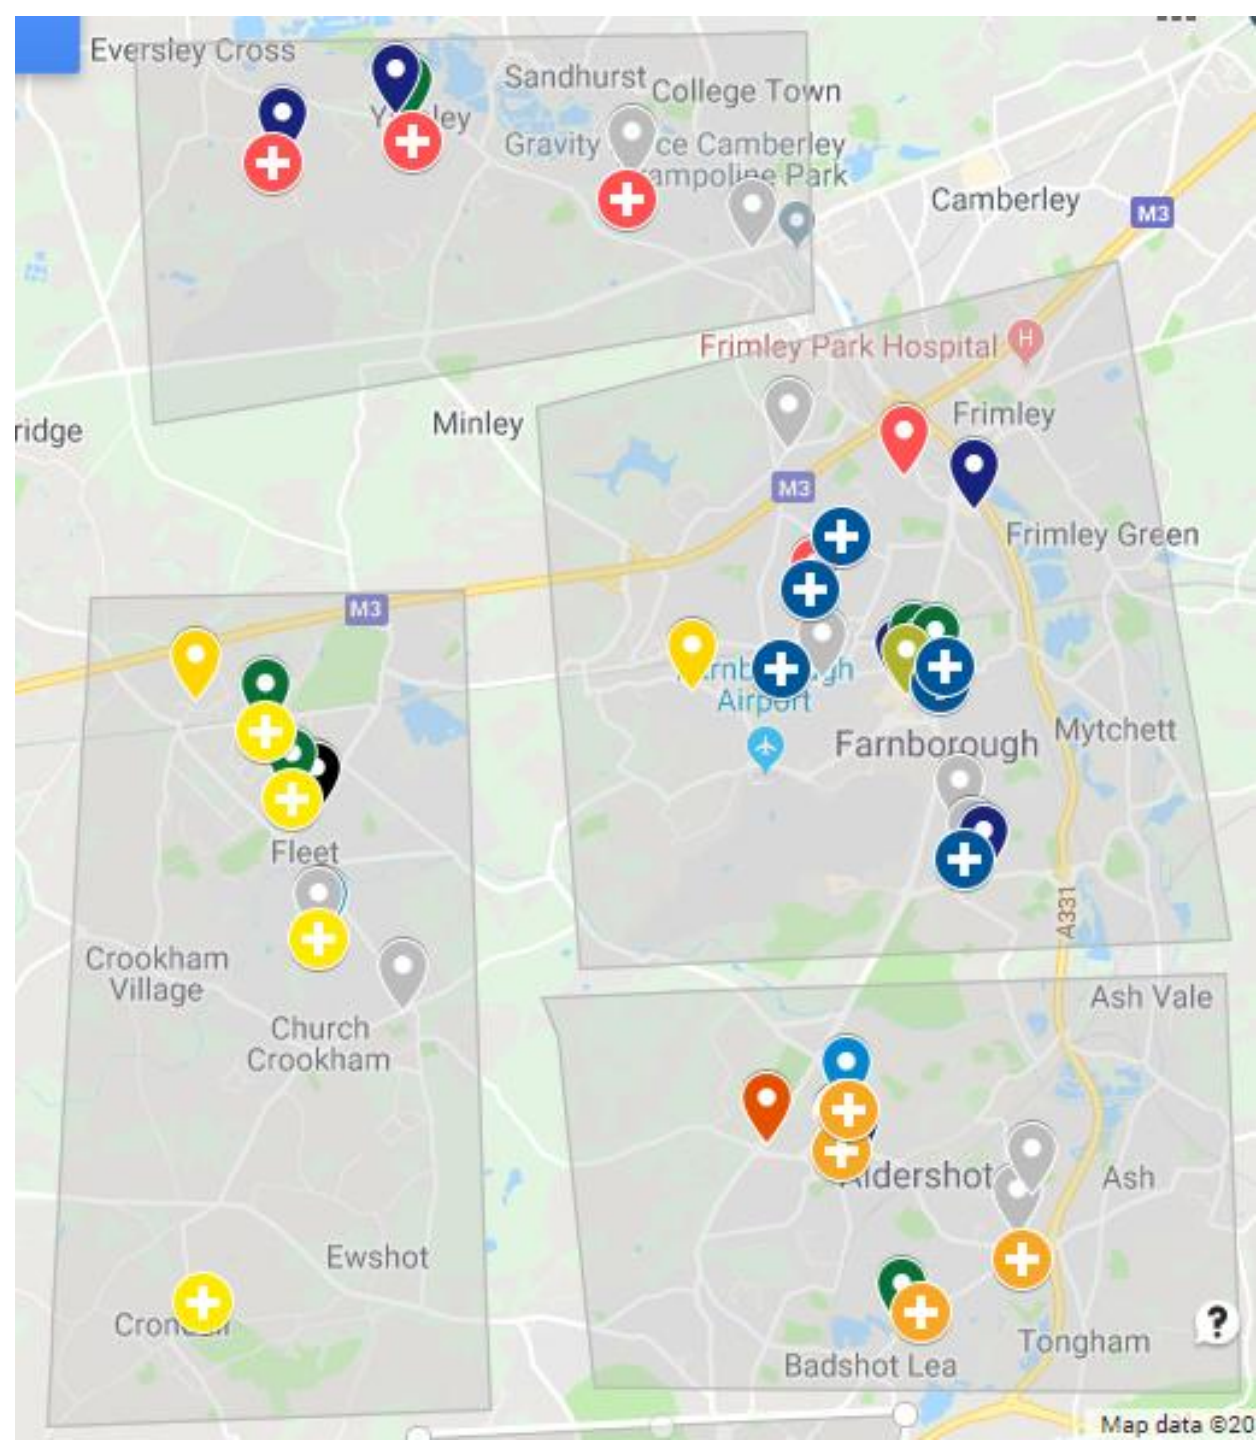 Eversley Cross
Sandhurst
College Town
Gravity
ce Camberley
ampoline Park
Camberley
M3
Frimley Park Hospital
H
Frimley
ridge
Minley
M3
Frimley Green
M3
Airport
Farnborough
Mytchett
Fleet
A331
Crookham
Village
Ash Vale
Church
Crookham
Aldershot
Ash
Ewshot
?
Tongham
Badshot Lea
Map data ©20